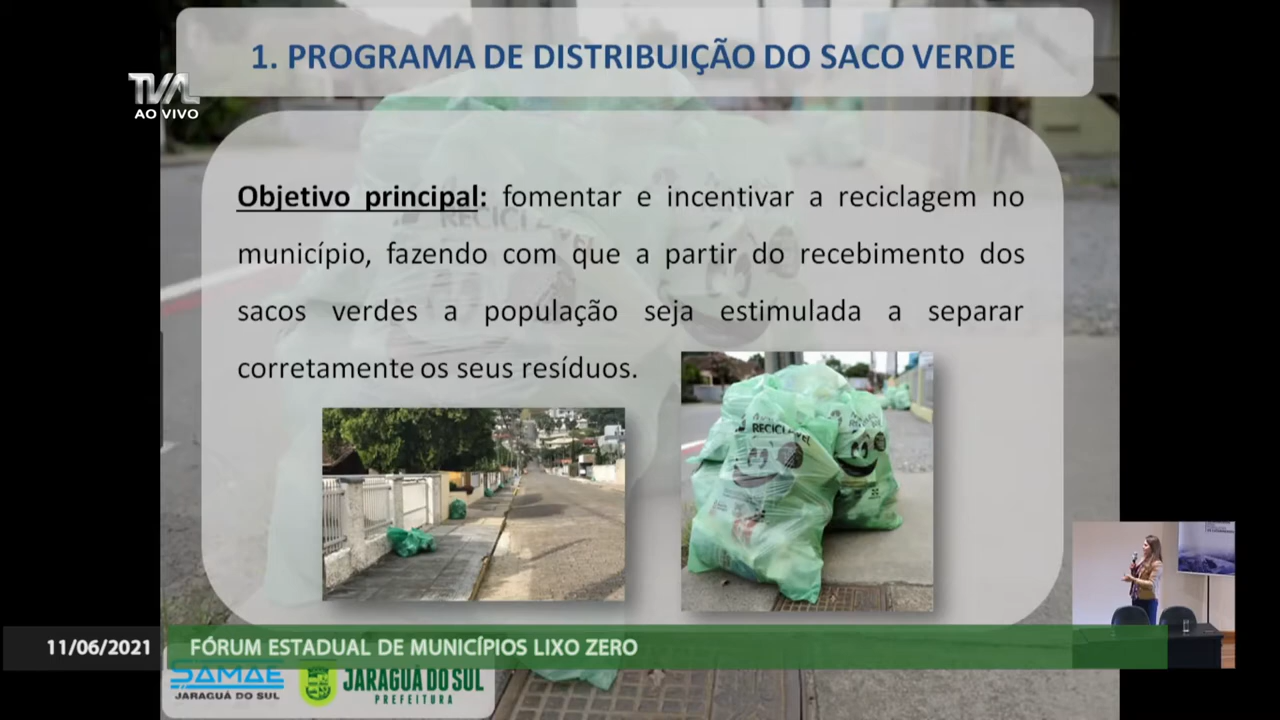 1. PROGRAMA DE DISTRIBUIÇÃO DO SACO VERDE
TVAL
AO VIVO
Objetivo principal: fomentar e incentivar a reciclagem no
município, fazendo com que a partir do recebimento dos
sacos verdes a população seja estimulada a separar
corretamente os seus resíduos.
RECICLÁVEL
11/06/2021
FÓRUM ESTADUAL DE MUNICÍPIOS LIXO ZERO
SAMAE
JARAGUÁ DO SUL
JARAGUÁ DO SUL
PREFEITURA